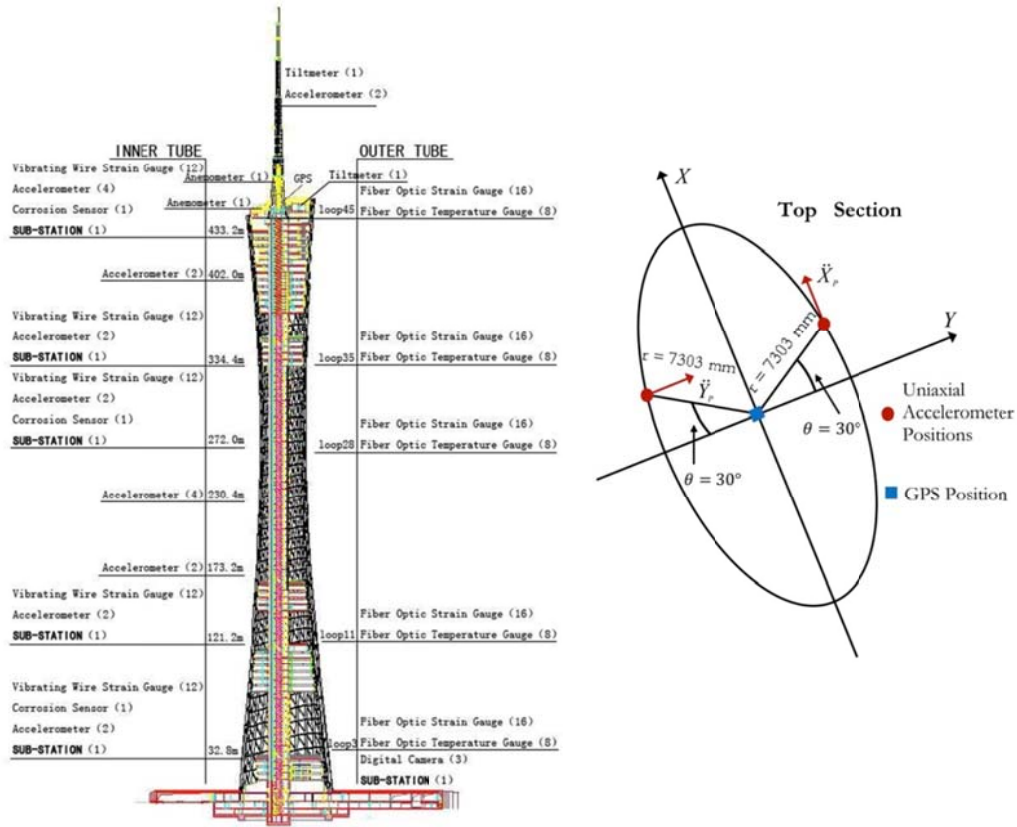 Tiltmeter (1)
Accelerometer (2)
INNER TUBE
OUTER TUBE
Vibrating Wire Strain Gauge (12)
Accelerometer (4)
Corrosion Sensor (1)
SUB-STATION (1) 433.2m
Anemometer (1)
GPS
Tiltmeter (1)
Anemometer (1)
Fiber Optic Strain Gauge (16)
loop45 Fiber Optic Temperature Gauge (8)
Accelerometer (2) 402.0m
Vibrating Wire Strain Gauge (12)
Accelerometer (2)
SUB-STATION (1) 334.4m
Fiber Optic Strain Gauge (16)
loop35 Fiber Optic Temperature Gauge (8)
Vibrating Wire Strain Gauge (12)
Accelerometer (2)
Corrosion Sensor (1)
SUB-STATION (1) 272.0m
Fiber Optic Strain Gauge (16)
loop28 Fiber Optic Temperature Gauge (8)
Accelerometer (4) 230.4m
Accelerometer (2) 173.2m
Vibrating Wire Strain Gauge (12)
Accelerometer (2)
SUB-STATION (1) 121.2m
Fiber Optic Strain Gauge (16)
loop11 Fiber Optic Temperature Gauge (8)
Vibrating Wire Strain Gauge (12)
Corrosion Sensor (1)
Accelerometer (2)
SUB-STATION (1) 32.8m
Fiber Optic Strain Gauge (16)
loop3 Fiber Optic Temperature Gauge (8)
Digital Camera (3)
SUB-STATION (1)
X
Top Section
Ẍ_P
Y
r = 7303 mm
r = 7303 mm
Ÿ_P
θ = 30°
θ = 30°
Uniaxial
Accelerometer
Positions
GPS Position